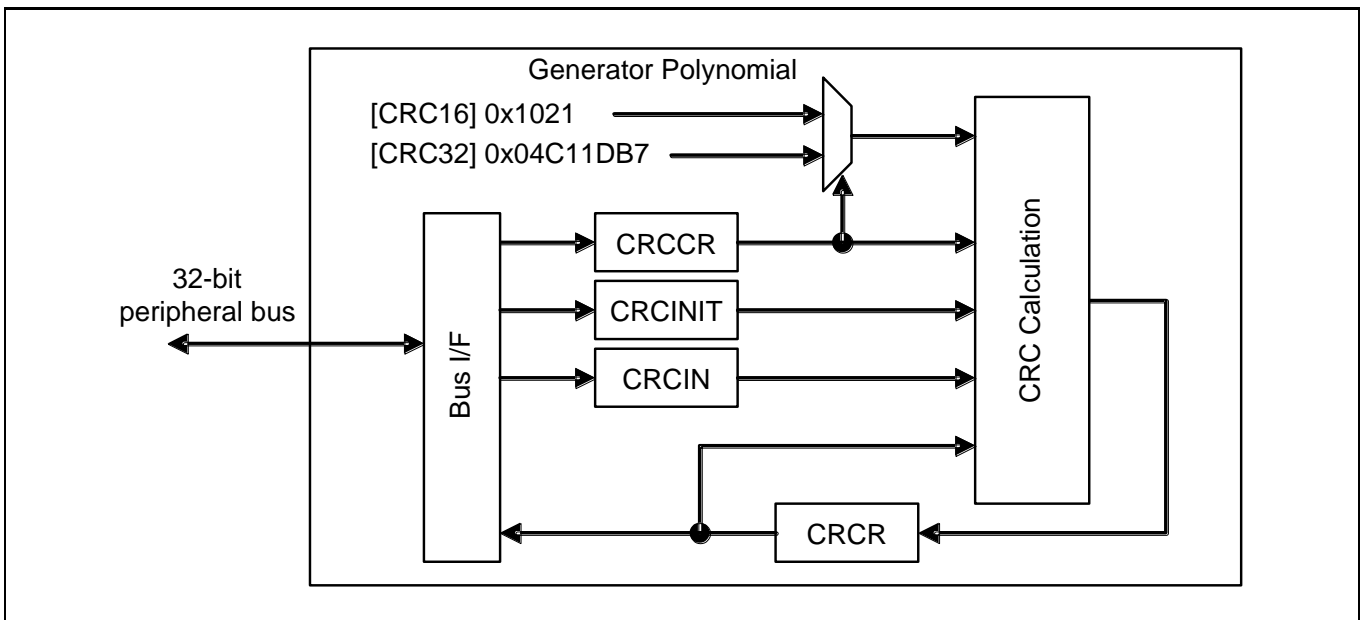 Generator Polynomial
[CRC16] 0x1021
[CRC32] 0x04C11DB7
CRCCR
32-bit
peripheral bus
CRCINIT
Bus I/F
CRCIN
CRC Calculation
CRCR